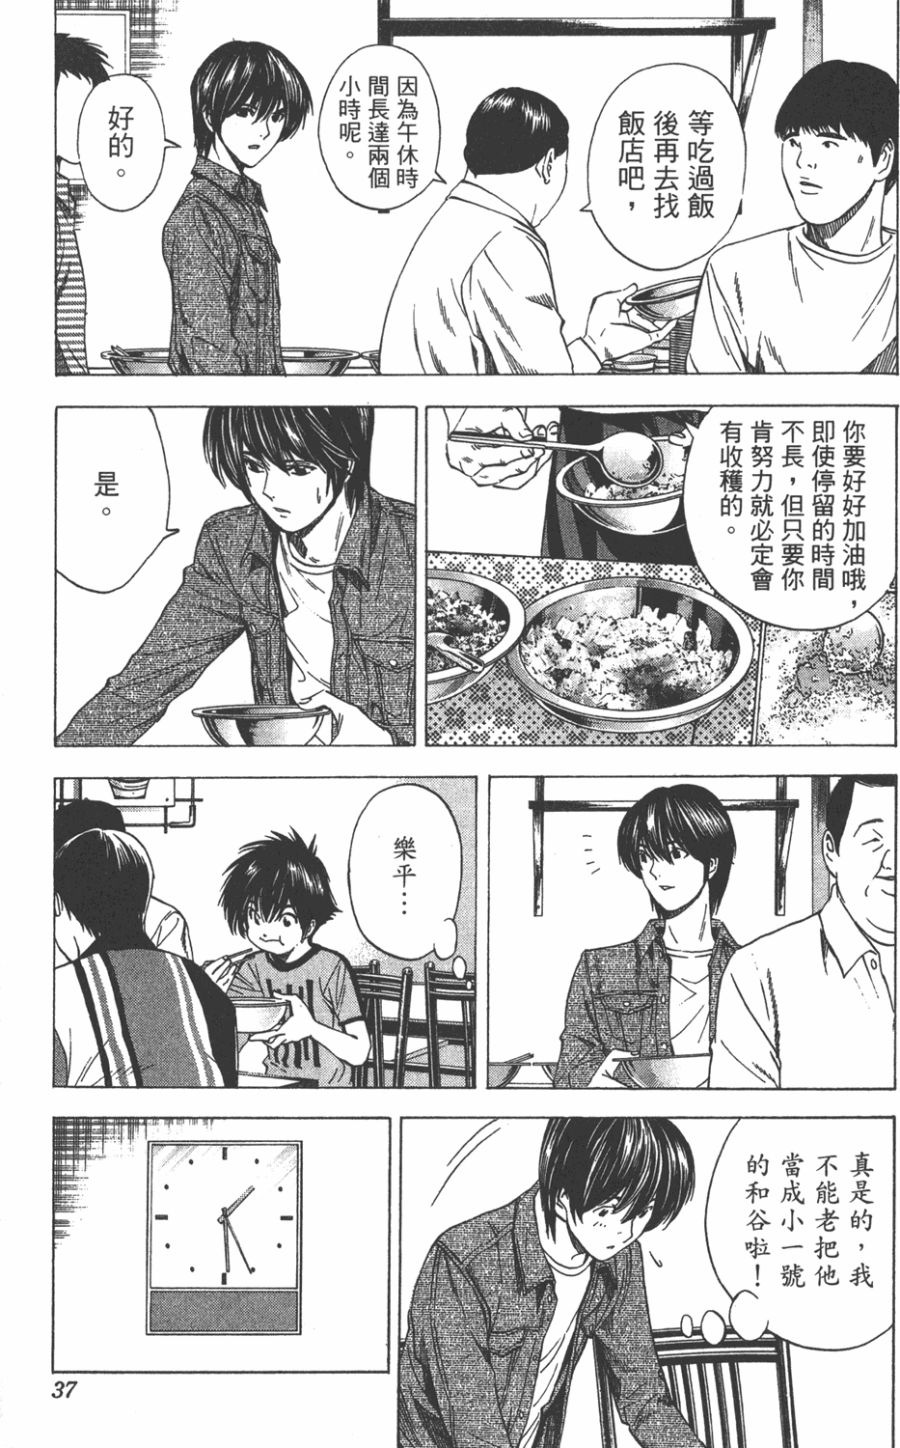 等吃過飯
後再去找
飯店吧，
因為午休時
間長達兩個
小時呢。
好的。
你要好好加油哦，
即使停留的時間
不長，但只要你
肯努力就必定會
有收穫的。
是。
樂平…
真是的，我
不能老把他
當成小一號
的和谷啦！
37